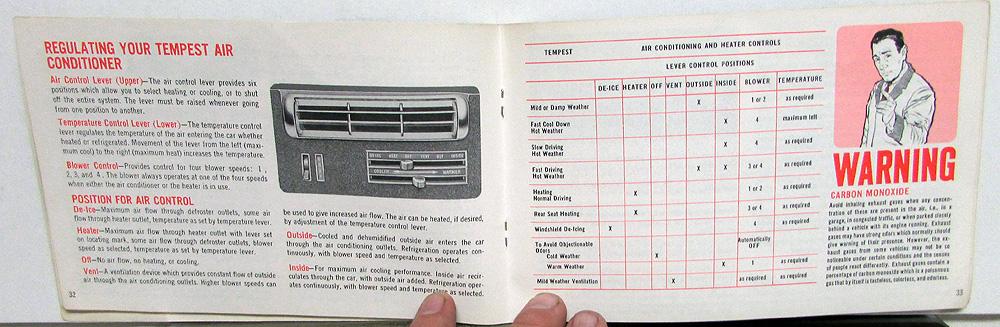 REGULATING YOUR TEMPEST AIR
CONDITIONER
Air Control Lever (Upper)—The air control lever provides six
positions which allow you to select heating or cooling, or to shut
off the entire system. The lever must be raised whenever going
from one position to another.
Temperature Control Lever (Lower)—The temperature control
lever regulates the temperature of the air entering the car whether
heated or refrigerated. Movement of the lever from the left (maxi-
mum cool) to the right (maximum heat) increases the temperature.
Blower Control—Provides control for four blower speeds: 1,
2, 3, and 4. The blower always operates at one of the four speeds
when either the air conditioner or the heater is in use.
POSITION FOR AIR CONTROL
De-Ice—Maximum air flow through defroster outlets, some air
flow through heater outlet, temperature as set by temperature lever.
Heater—Maximum air flow through heater outlet with lever set
on locating mark, some air flow through defroster outlets, blower
speed as selected, temperature as set by temperature lever.
Off—No air flow, no heating, or cooling.
Vent—A ventilation device which provides constant flow of outside
air through the air conditioning outlets. Higher blower speeds can
32
DE-ICE HEAT OFF VENT OUT INSIDE
COOLER WARMER
be used to give increased air flow. The air can be heated, if desired,
by adjustment of the temperature control lever.
Outside—Cooled and dehumidified outside air enters the car
through the air conditioning outlets. Refrigeration operates con-
tinuously, with blower speed and temperature as selected.
Inside—For maximum air cooling performance. Inside air recir-
culates through the car, with outside air added. Refrigeration oper-
ates continuously, with blower speed and temperature as selected.
TEMPEST AIR CONDITIONING AND HEATER CONTROLS
LEVER CONTROL POSITIONS
DE-ICE HEATER OFF VENT OUTSIDE INSIDE BLOWER TEMPERATURE
Mild or Damp Weather X 1 or 2 as required
Fast Cool Down
Hot Weather X 4 maximum left
Slow Driving
Hot Weather X 4 as required
Fast Driving
Hot Weather X X 3 or 4 as required
Heating
Normal Driving X 1 or 2 as required
Rear Seat Heating X 3 or 4 as required
Windshield De-Icing X 4 as required
To Avoid Objectionable
Odors
Cold Weather X Automatically
OFF
Warm Weather X 1 as required
Mild Weather Ventilation X as required as required
WARNING
CARBON MONOXIDE
Avoid inhaling exhaust gases when any concen-
tration of these are present in the air, i.e., in a
garage, in congested traffic, or when parked closely
behind a vehicle with its engine running. Exhaust
gases may have strong odors which normally should
give warning of their presence. However, the ex-
haust gases from some vehicles may not be so
noticeable under certain conditions and the senses
of people react differently. Exhaust gases contain a
percentage of carbon monoxide which is a poisonous
gas that by itself is tasteless, colorless, and odorless.
33